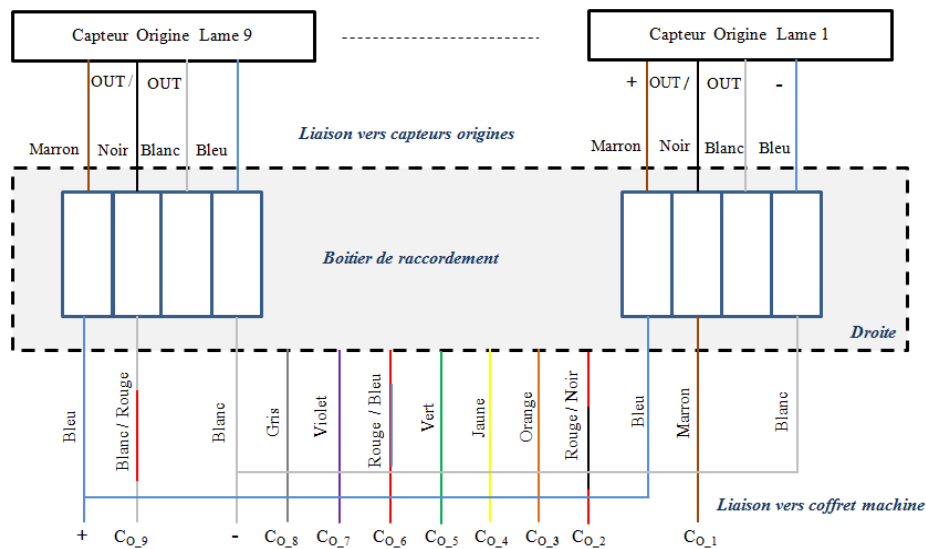 Capteur Origine Lame 9
Capteur Origine Lame 1
OUT / OUT
+ OUT / OUT -
Liaison vers capteurs origines
Marron Noir Blanc Bleu
Marron Noir Blanc Bleu
Boitier de raccordement
Droite
Bleu
Blanc / Rouge
Blanc
Gris
Violet
Rouge / Bleu
Vert
Jaune
Orange
Rouge / Noir
Bleu
Marron
Blanc
Liaison vers coffret machine
+ CO_9 - CO_8 CO_7 CO_6 CO_5 CO_4 CO_3 CO_2 CO_1